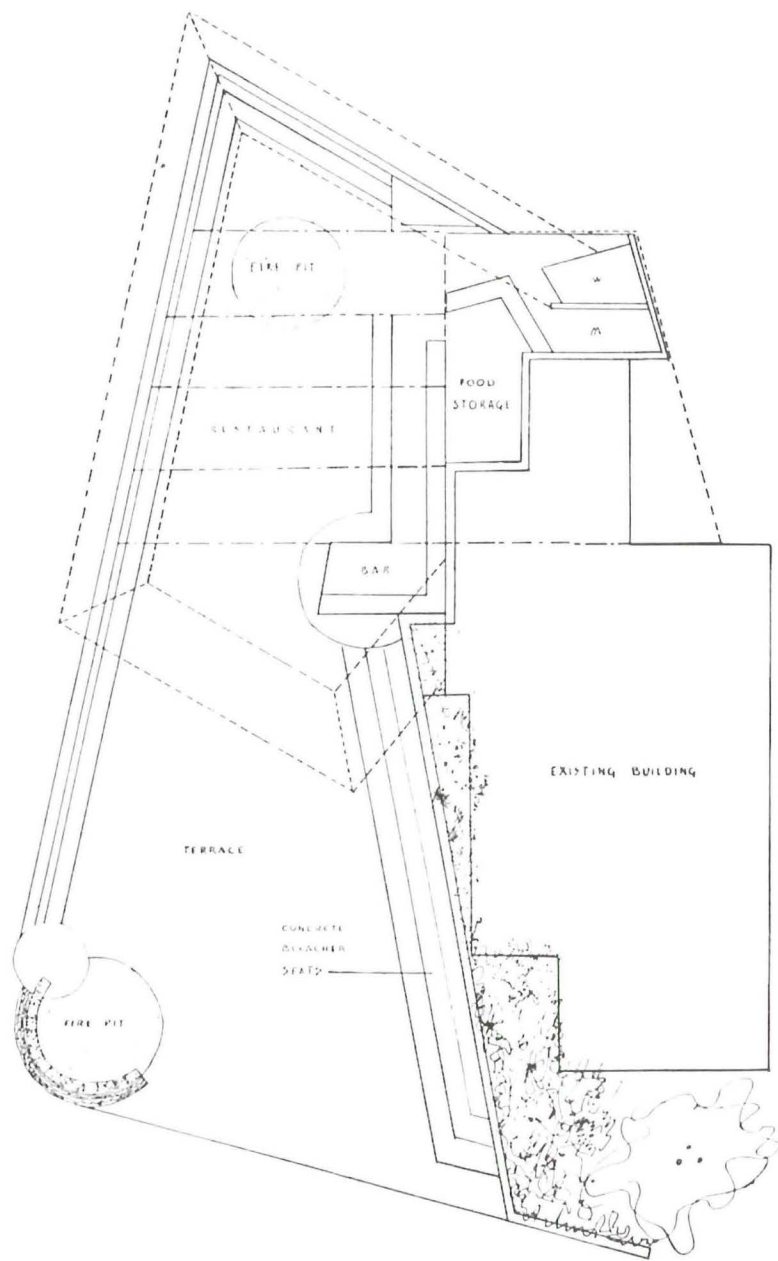 FIRE PIT
W
M
FOOD
STORAGE
RESTAURANT
BAR
EXISTING BUILDING
TERRACE
CONCRETE
BLEACHER
SEATS
FIRE PIT